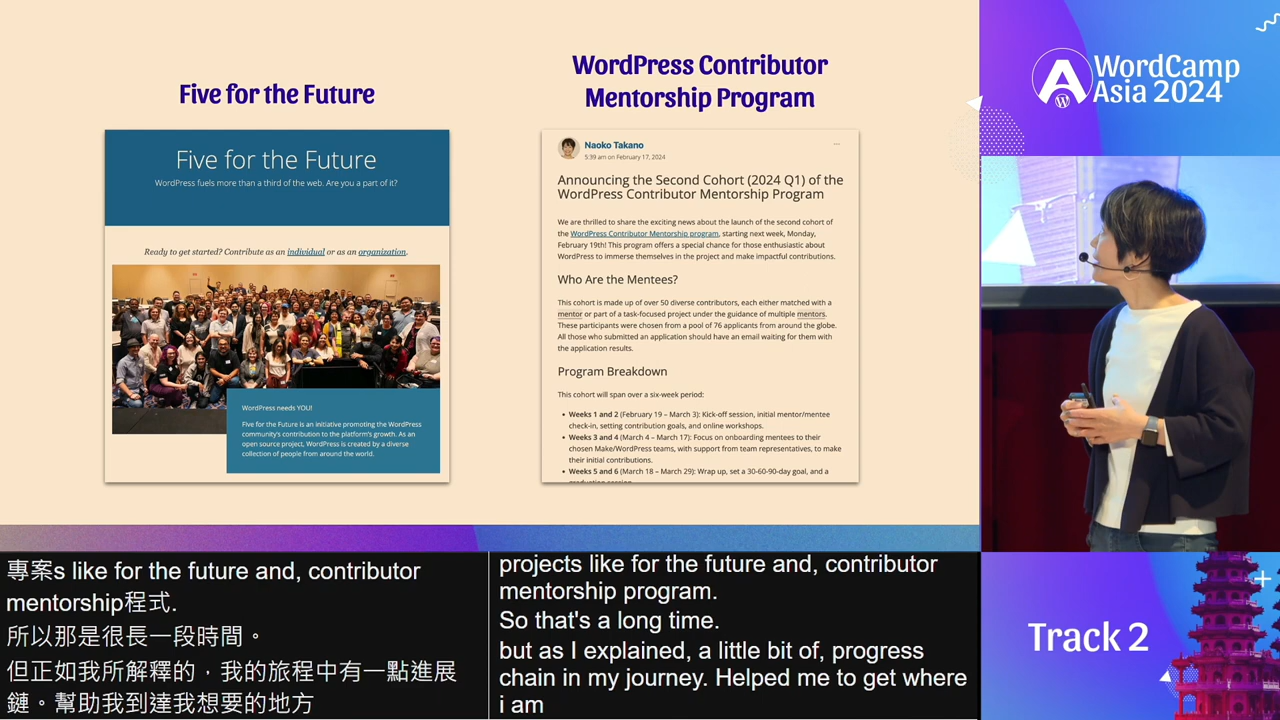 Five for the Future
Five for the Future
WordPress fuels more than a third of the web. Are you a part of it?
Ready to get started? Contribute as an individual or as an organization.
WordPress needs YOU!
Five for the Future is an initiative promoting the WordPress
community's contribution to the platform's growth. As an
open source project, WordPress is created by a diverse
collection of people from around the world.
WordPress Contributor
Mentorship Program
Naoko Takano
5:39 am on February 17, 2024
Announcing the Second Cohort (2024 Q1) of the
WordPress Contributor Mentorship Program
We are thrilled to share the exciting news about the launch of the second cohort of
the WordPress Contributor Mentorship program, starting next week, Monday,
February 19th! This program offers a special chance for those enthusiastic about
WordPress to immerse themselves in the project and make impactful contributions.
Who Are the Mentees?
This cohort is made up of over 50 diverse contributors, each either matched with a
mentor or part of a task-focused project under the guidance of multiple mentors.
These participants were chosen from a pool of 76 applicants from around the globe.
All those who submitted an application should have an email waiting for them with
the application results.
Program Breakdown
This cohort will span over a six-week period:
• Weeks 1 and 2 (February 19 – March 3): Kick-off session, initial mentor/mentee
check-in, setting contribution goals, and online workshops.
• Weeks 3 and 4 (March 4 – March 17): Focus on onboarding mentees to their
chosen Make/WordPress teams, with support from team representatives, to make
their initial contributions.
• Weeks 5 and 6 (March 18 – March 29): Wrap up, set a 30-60-90-day goal, and a
WordCamp
Asia 2024
專案s like for the future and, contributor
mentorship程式.
所以那是很長一段時間。
但正如我所解釋的，我的旅程中有一點進展
鏈。幫助我到達我想要的地方
projects like for the future and, contributor
mentorship program.
So that's a long time.
but as I explained, a little bit of, progress
chain in my journey. Helped me to get where
i am
Track 2